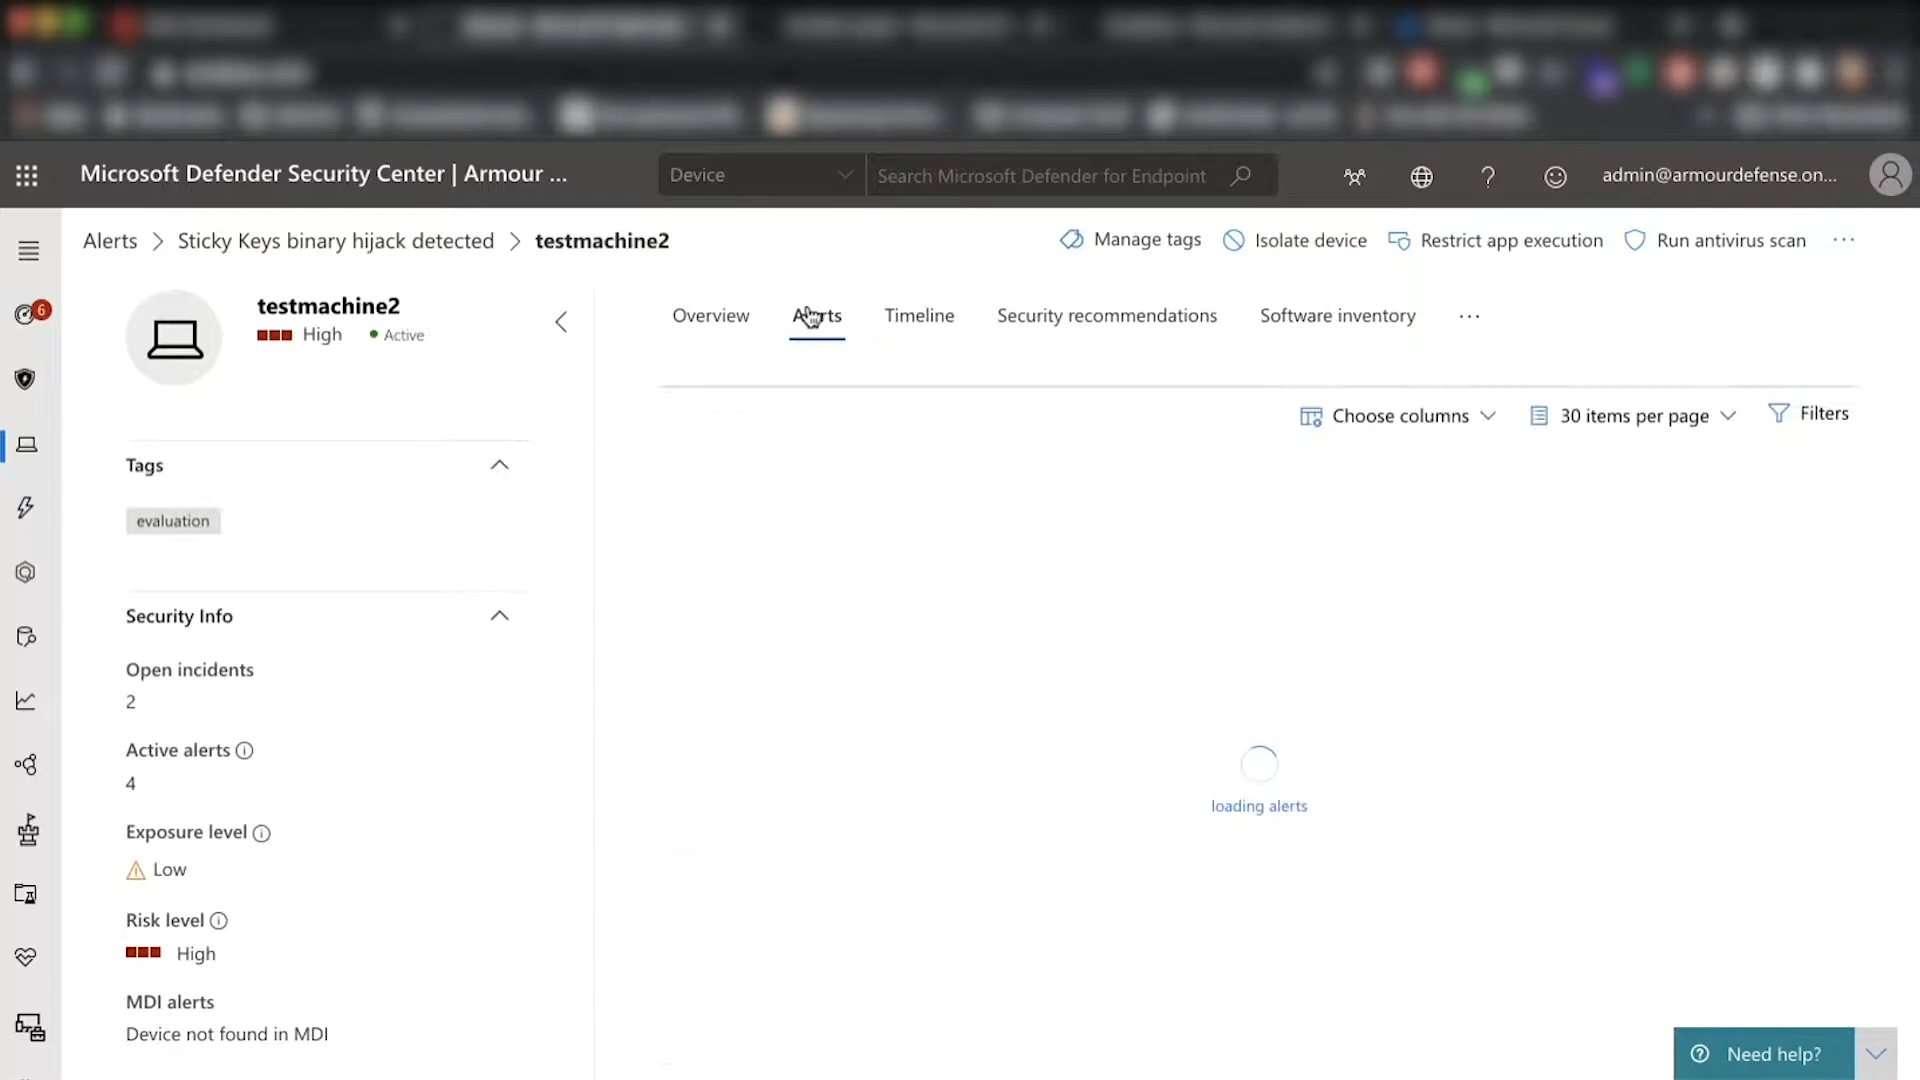 Microsoft Defender Security Center | Armour ...
Device
Search Microsoft Defender for Endpoint
admin@armourdefense.on...
Alerts > Sticky Keys binary hijack detected > testmachine2
Manage tags
Isolate device
Restrict app execution
Run antivirus scan
6
testmachine2
High
Active
Overview
Alerts
Timeline
Security recommendations
Software inventory
Choose columns
30 items per page
Filters
Tags
evaluation
Security Info
Open incidents
2
Active alerts
4
Exposure level
Low
Risk level
High
MDI alerts
Device not found in MDI
loading alerts
Need help?